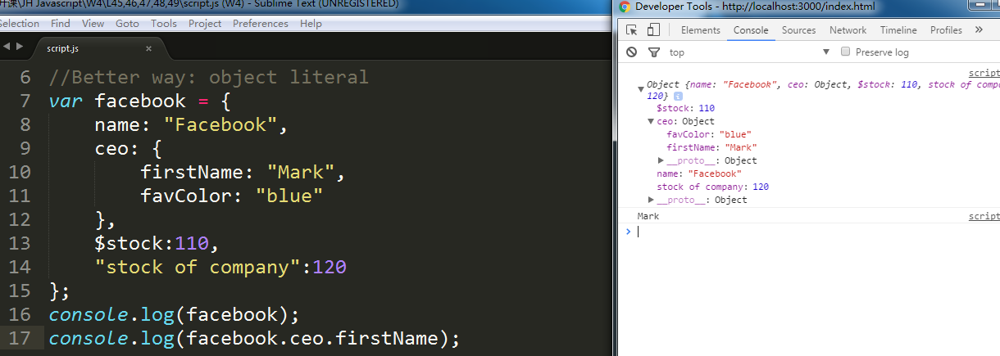 开课\JH Javascript\W4\L45,46,47,48,49\script.js (W4) - Sublime Text (UNREGISTERED)
Selection Find View Goto Tools Project Preferences Help
script.js ×
6 //Better way: object literal
7 var facebook = {
8 name: "Facebook",
9 ceo: {
10 firstName: "Mark",
11 favColor: "blue"
12 },
13 $stock:110,
14 "stock of company":120
15 };
16 console.log(facebook);
17 console.log(facebook.ceo.firstName);
Developer Tools - http://localhost:3000/index.html
Elements Console Sources Network Timeline Profiles »
top Preserve log
script
Object {name: "Facebook", ceo: Object, $stock: 110, stock of compa
120}
$stock: 110
ceo: Object
favColor: "blue"
firstName: "Mark"
__proto__: Object
name: "Facebook"
stock of company: 120
__proto__: Object
Mark script
>